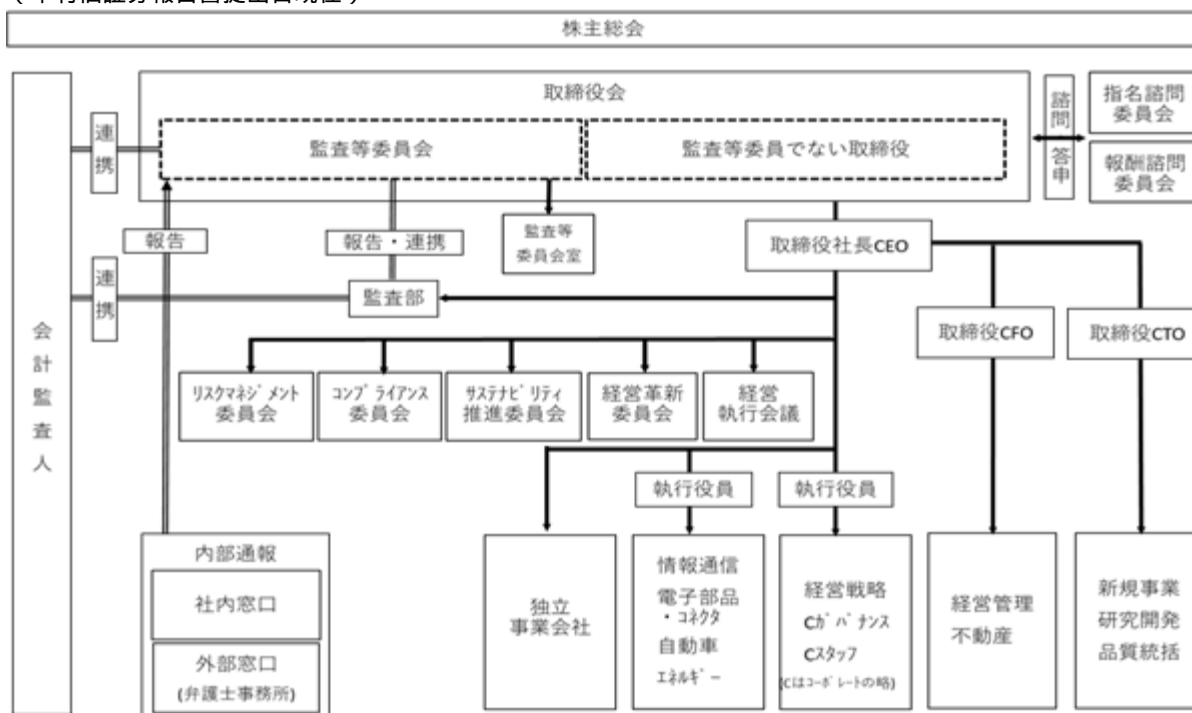 株主総会
取締役会
監査等委員会
監査等委員でない取締役
諮問
答申
指名諮問
委員会
報酬諮問
委員会
連携
報告
報告・連携
監査等
委員会室
取締役社長CEO
連携
監査部
取締役CFO
取締役CTO
会計監査人
リスクマネジメント
委員会
コンプライアンス
委員会
サステナビリティ
推進委員会
経営革新
委員会
経営
執行会議
執行役員
執行役員
内部通報
社内窓口
外部窓口
(弁護士事務所)
独立
事業会社
情報通信
電子部品
・コネクタ
自動車
エネルギー
経営戦略
Cガバナンス
Cスタッフ
(Cはコーポレートの略)
経営管理
不動産
新規事業
研究開発
品質統括